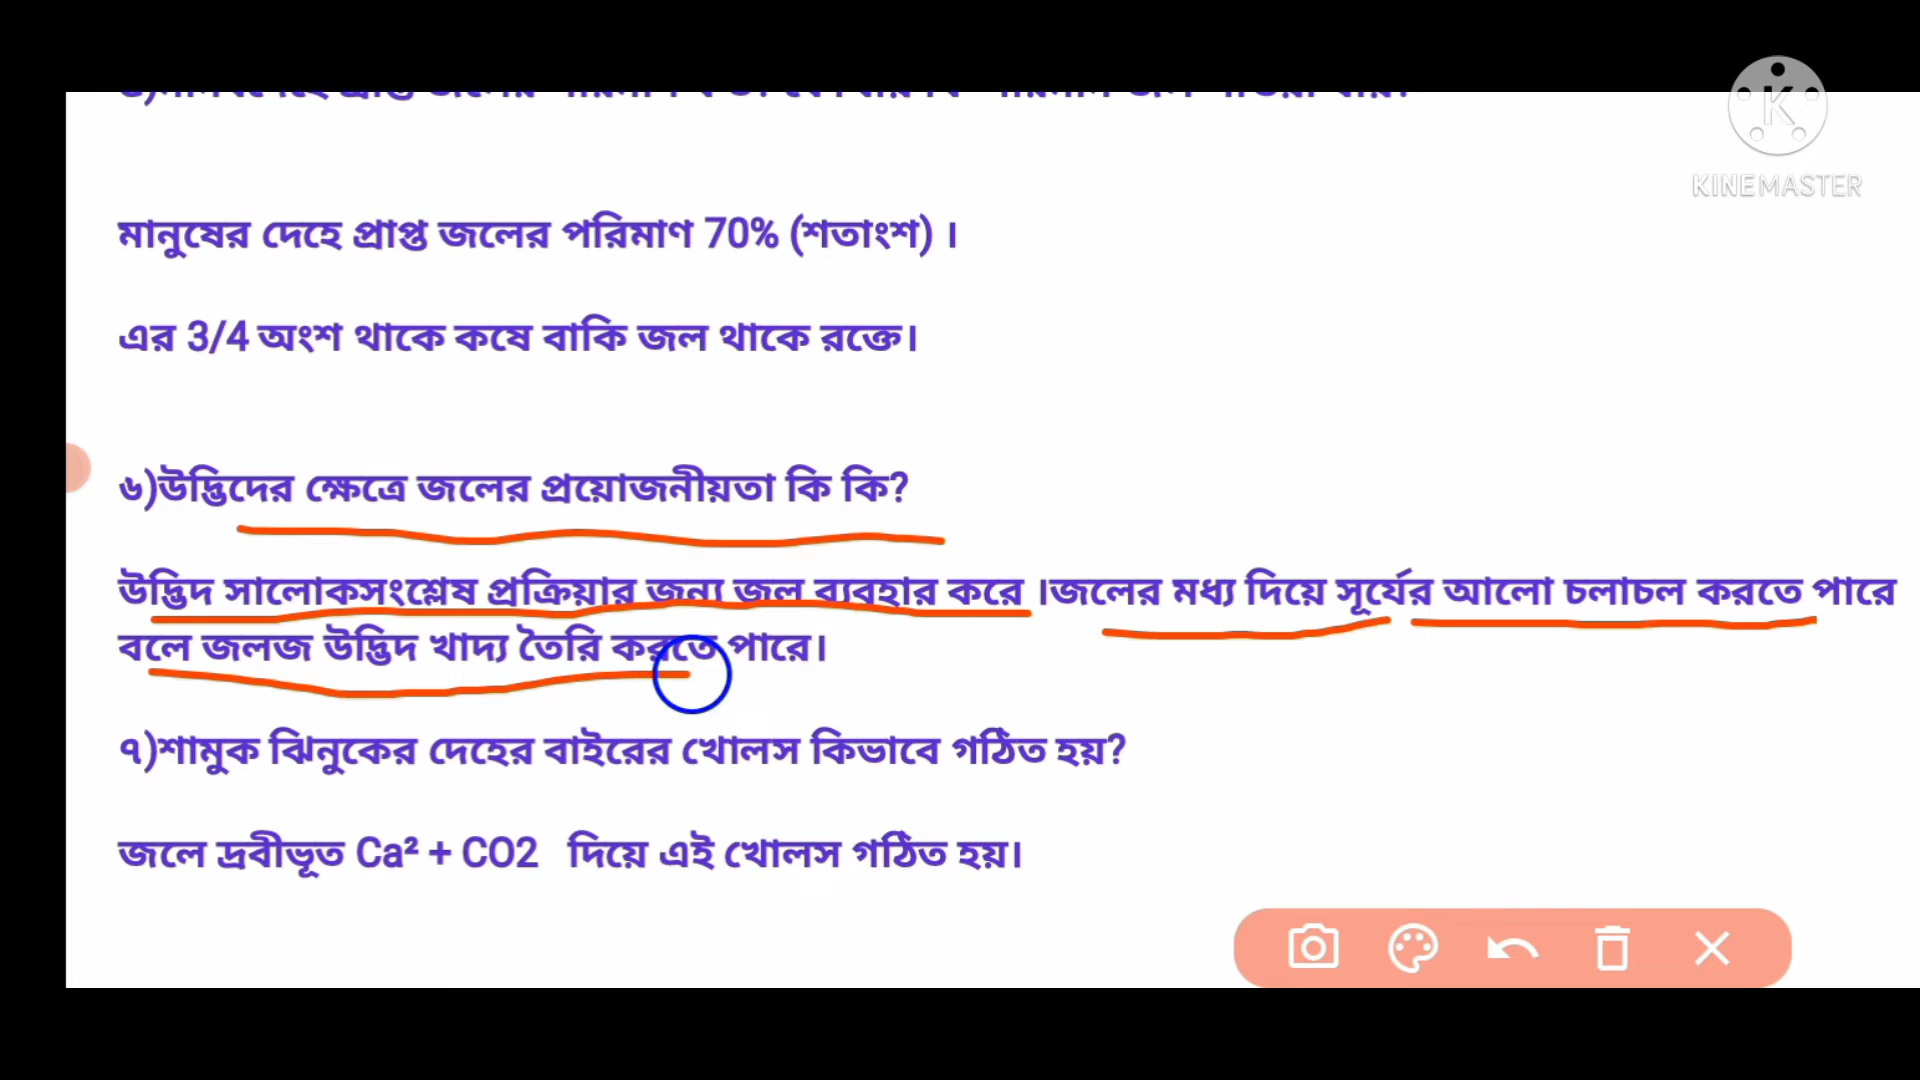 KINEMASTER
মানুষের দেহে প্রাপ্ত জলের পরিমাণ 70% (শতাংশ) ।
এর 3/4 অংশ থাকে কষে বাকি জল থাকে রক্তে।
৬)উদ্ভিদের ক্ষেত্রে জলের প্রয়োজনীয়তা কি কি?
উদ্ভিদ সালোকসংশ্লেষ প্রক্রিয়ার জন্য জল ব্যবহার করে ।জলের মধ্য দিয়ে সূর্যের আলো চলাচল করতে পারে
বলে জলজ উদ্ভিদ খাদ্য তৈরি করতে পারে।
৭)শামুক ঝিনুকের দেহের বাইরের খোলস কিভাবে গঠিত হয়?
জলে দ্রবীভূত Ca² + CO2 দিয়ে এই খোলস গঠিত হয়।